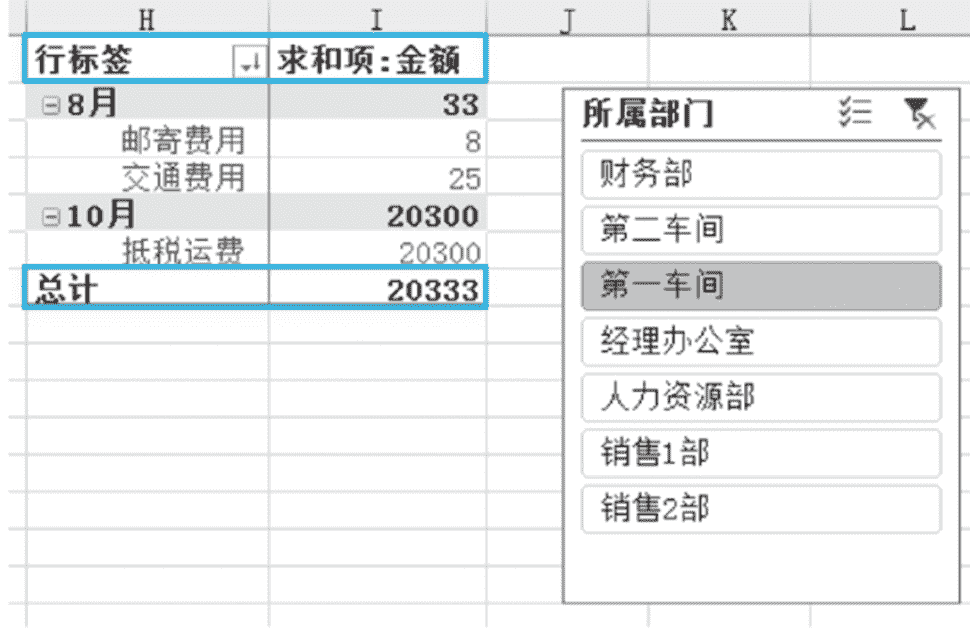 H I J K L
行标签 求和项:金额
8月 33
邮寄费用 8
交通费用 25
10月 20300
抵税运费 20300
总计 20333
所属部门
财务部
第二车间
第一车间
经理办公室
人力资源部
销售1部
销售2部